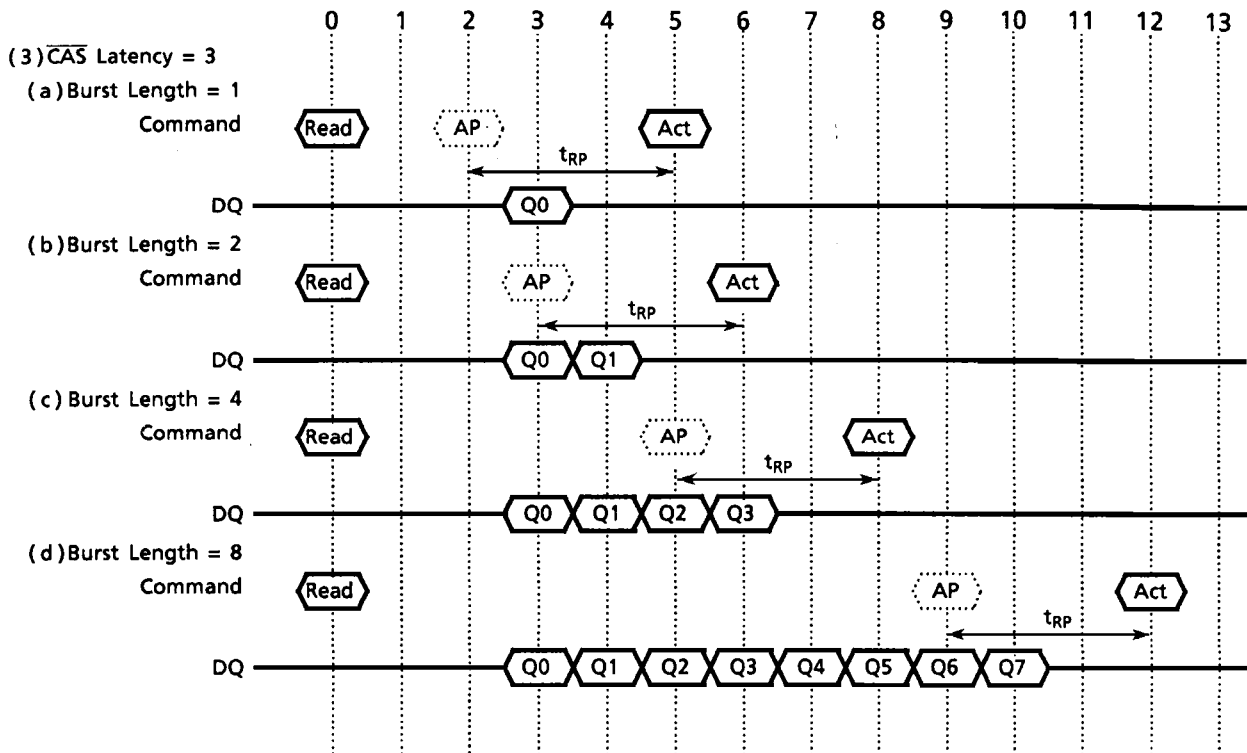 0 1 2 3 4 5 6 7 8 9 10 11 12 13
(3) CAS Latency = 3
(a) Burst Length = 1
Command Read AP Act
tRP
DQ Q0
(b) Burst Length = 2
Command Read AP Act
tRP
DQ Q0 Q1
(c) Burst Length = 4
Command Read AP Act
tRP
DQ Q0 Q1 Q2 Q3
(d) Burst Length = 8
Command Read AP Act
tRP
DQ Q0 Q1 Q2 Q3 Q4 Q5 Q6 Q7